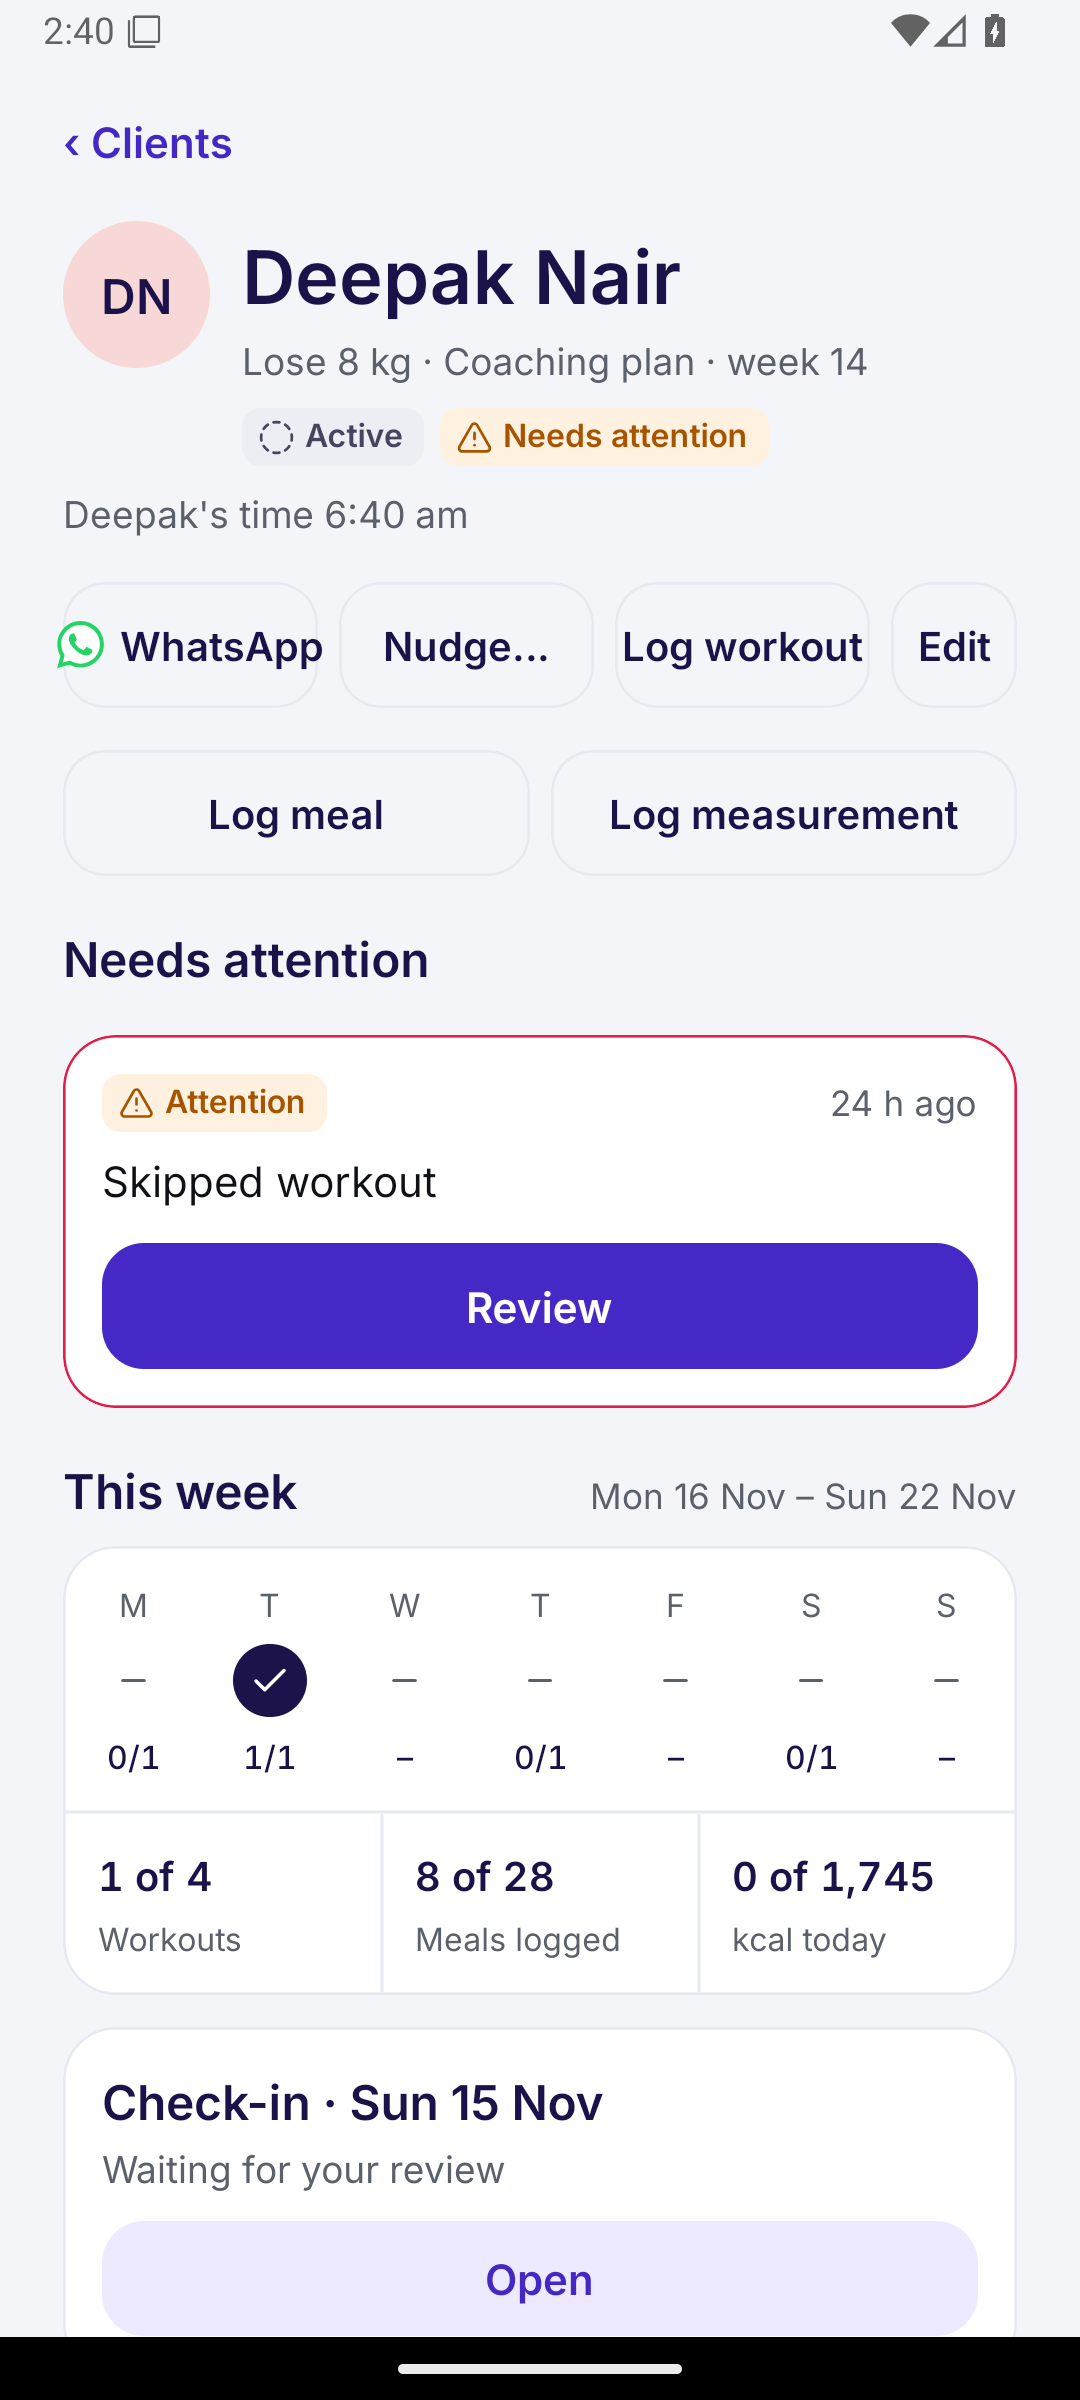 2:40
‹ Clients
DN
Deepak Nair
Lose 8 kg · Coaching plan · week 14
Active
Needs attention
Deepak's time 6:40 am
WhatsApp
Nudge...
Log workout
Edit
Log meal
Log measurement
Needs attention
Attention
24 h ago
Skipped workout
Review
This week
Mon 16 Nov – Sun 22 Nov
M T W T F S S
– – – – – –
0/1 1/1 – 0/1 – 0/1 –
1 of 4
Workouts
8 of 28
Meals logged
0 of 1,745
kcal today
Check-in · Sun 15 Nov
Waiting for your review
Open